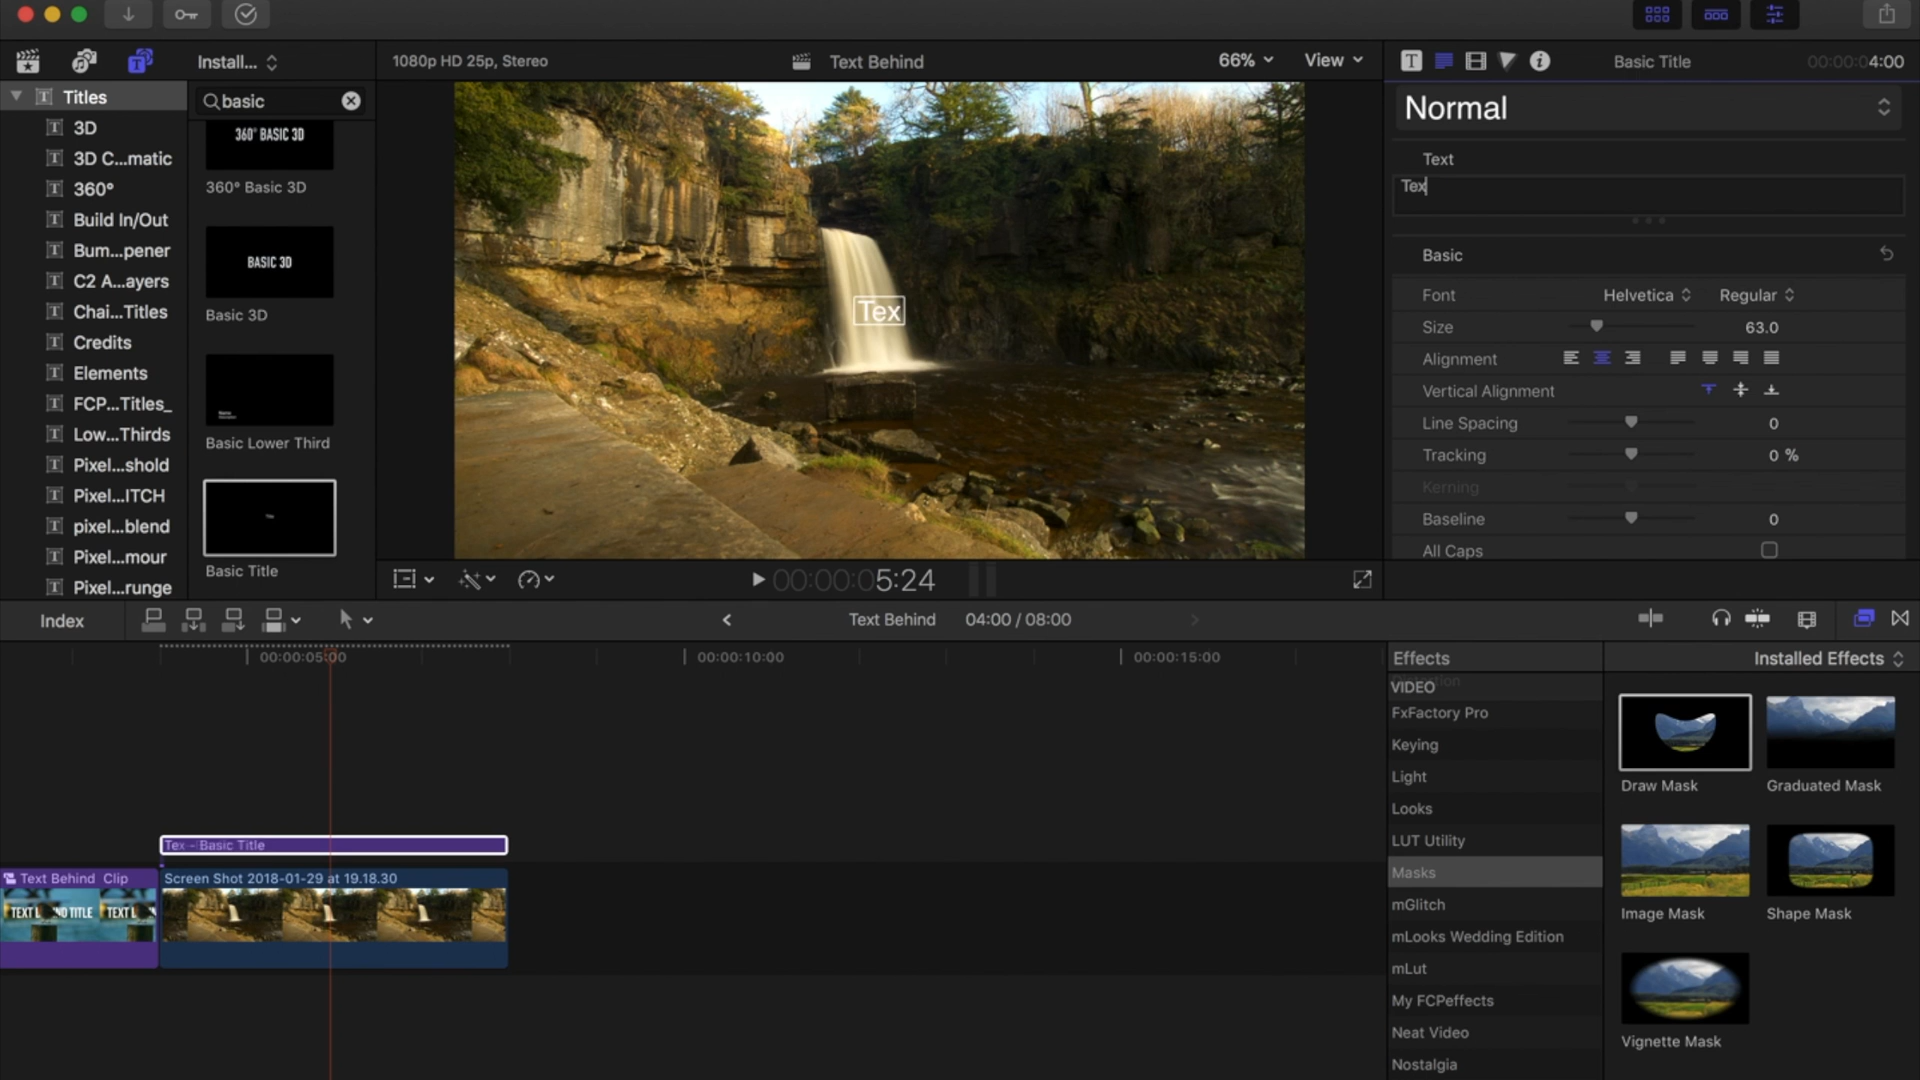 Install...
Titles
3D
3D C...matic
360°
Build In/Out
Bum...pener
C2 A...ayers
Chai...Titles
Credits
Elements
FCP...Titles_
Low...Thirds
Pixel...shold
Pixel...ITCH
pixel...blend
Pixel...mour
Pixel...runge
basic
360° BASIC 3D
360° Basic 3D
BASIC 3D
Basic 3D
Name
Basic Lower Third
Title
Basic Title
1080p HD 25p, Stereo
Text Behind
66%
View
Tex
00:00:05:24
Basic Title
00:00:04:00
Normal
Text
Tex
Basic
Font Helvetica Regular
Size 63.0
Alignment
Vertical Alignment
Line Spacing 0
Tracking 0 %
Kerning
Baseline 0
All Caps
Index
Text Behind 04:00 / 08:00
00:00:05:00
00:00:10:00
00:00:15:00
Tex - Basic Title
Text Behind Clip
Screen Shot 2018-01-29 at 19.18.30
Effects
Installed Effects
Distortion
VIDEO
FxFactory Pro
Keying
Light
Looks
LUT Utility
Masks
mGlitch
mLooks Wedding Edition
mLut
My FCPeffects
Neat Video
Nostalgia
Draw Mask
Graduated Mask
Image Mask
Shape Mask
Vignette Mask